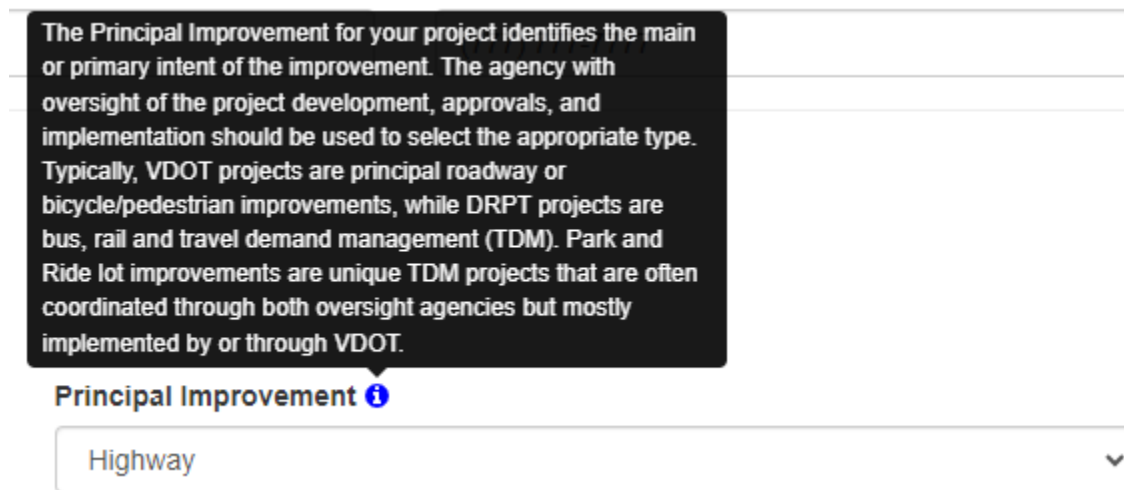 The Principal Improvement for your project identifies the main
or primary intent of the improvement. The agency with
oversight of the project development, approvals, and
implementation should be used to select the appropriate type.
Typically, VDOT projects are principal roadway or
bicycle/pedestrian improvements, while DRPT projects are
bus, rail and travel demand management (TDM). Park and
Ride lot improvements are unique TDM projects that are often
coordinated through both oversight agencies but mostly
implemented by or through VDOT.
Principal Improvement
Highway